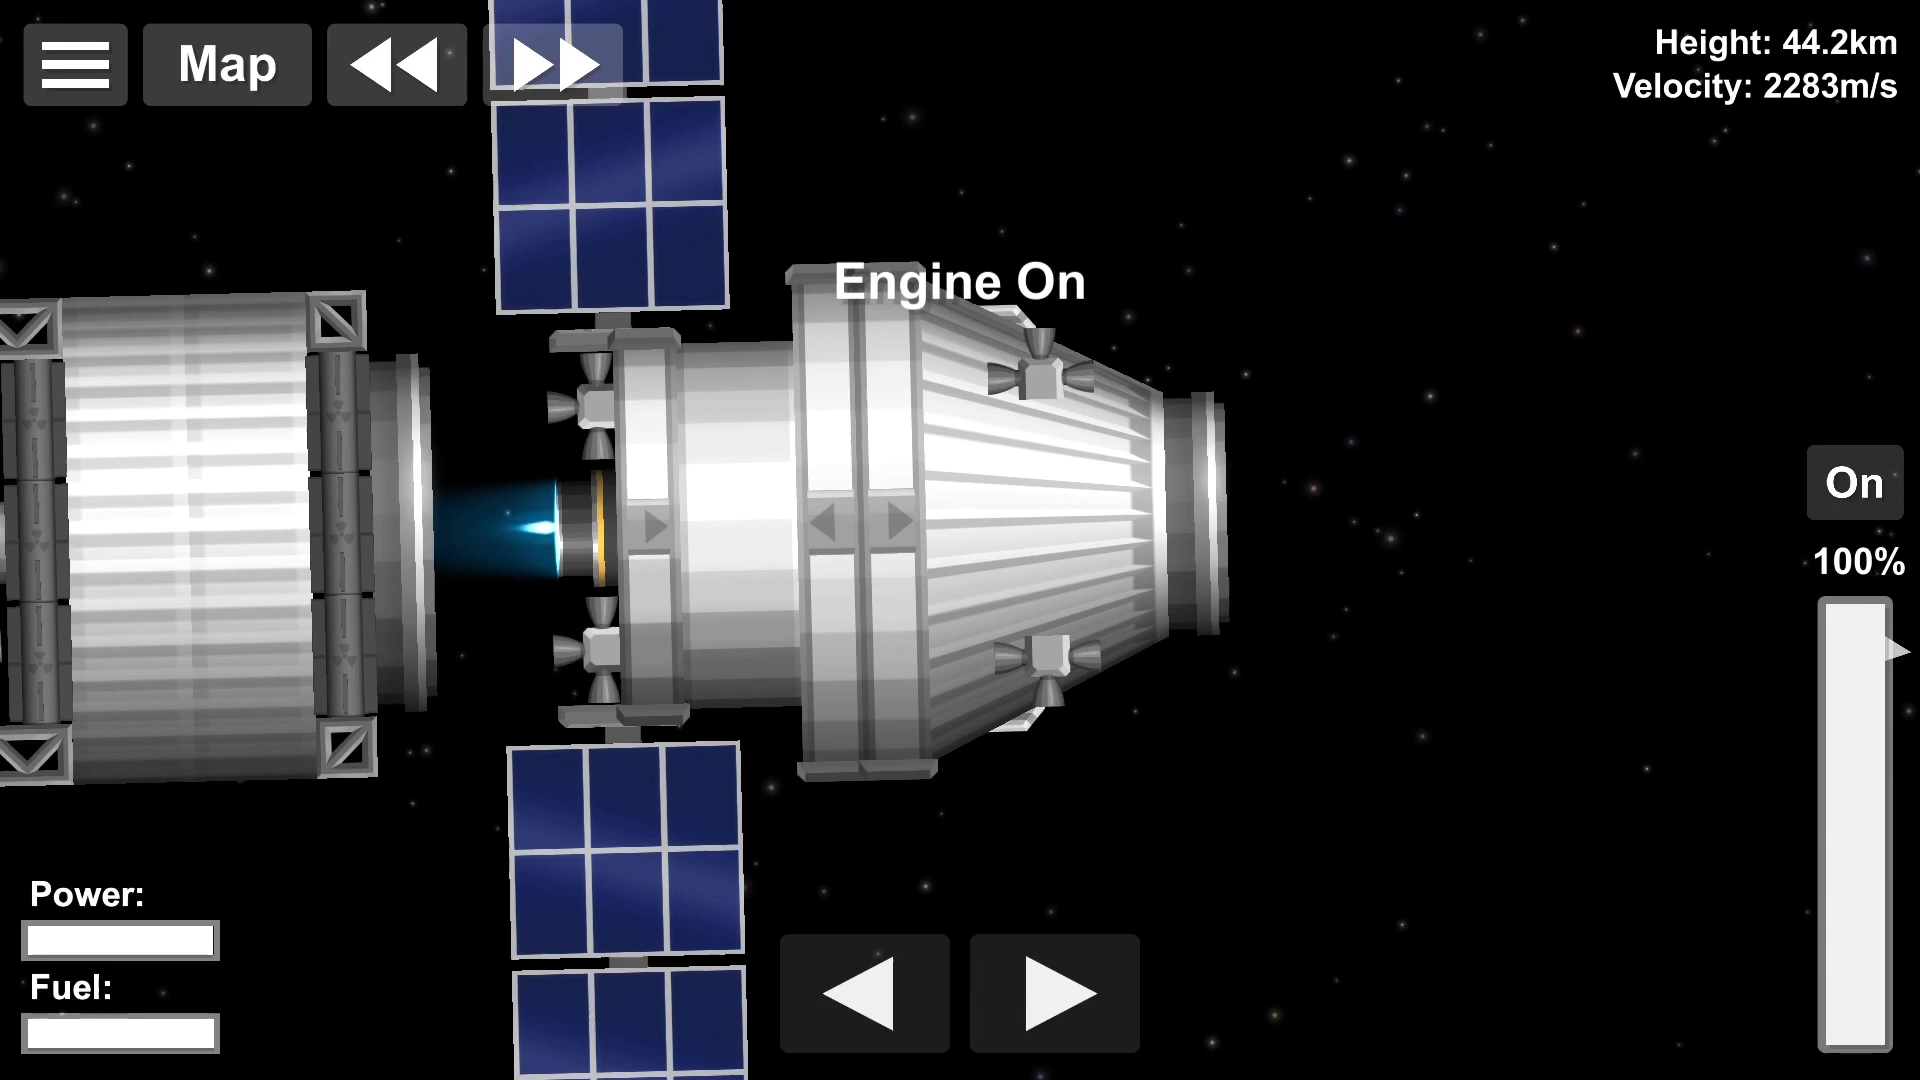 Map
Height: 44.2km
Velocity: 2283m/s
Engine On
On
100%
Power:
Fuel: